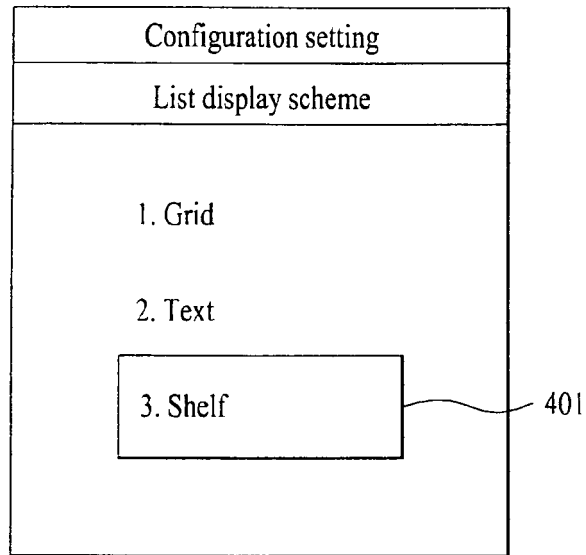 Configuration setting
List display scheme
1. Grid
2. Text
3. Shelf
401